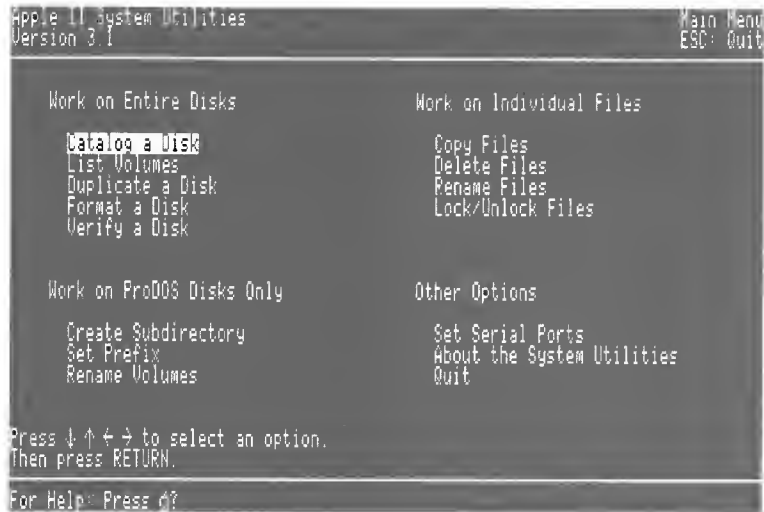 Apple II System Utilities
Version 3.1
Main Menu
ESC: Quit
Work on Entire Disks
Catalog a Disk
List Volumes
Duplicate a Disk
Format a Disk
Verify a Disk
Work on Individual Files
Copy Files
Delete Files
Rename Files
Lock/Unlock Files
Work on ProDOS Disks Only
Create Subdirectory
Set Prefix
Rename Volumes
Other Options
Set Serial Ports
About the System Utilities
Quit
Press ↓ ↑ ← → to select an option.
Then press RETURN.
For Help: Press ?